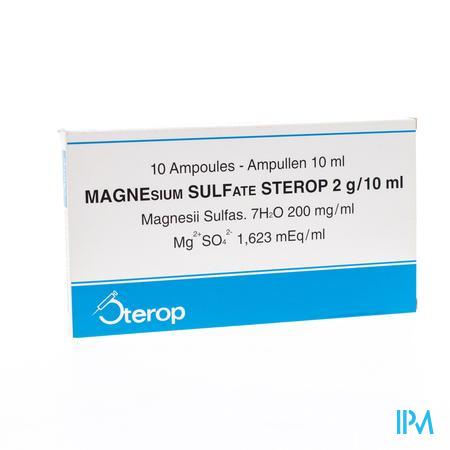 10 Ampoules - Ampullen 10 ml
MAGNEsium SULFate STEROP 2 g/10 ml
Magnesii Sulfas. 7H₂O 200 mg/ml
Mg²⁺SO₄²⁻ 1,623 mEq/ml
Sterop
IPM